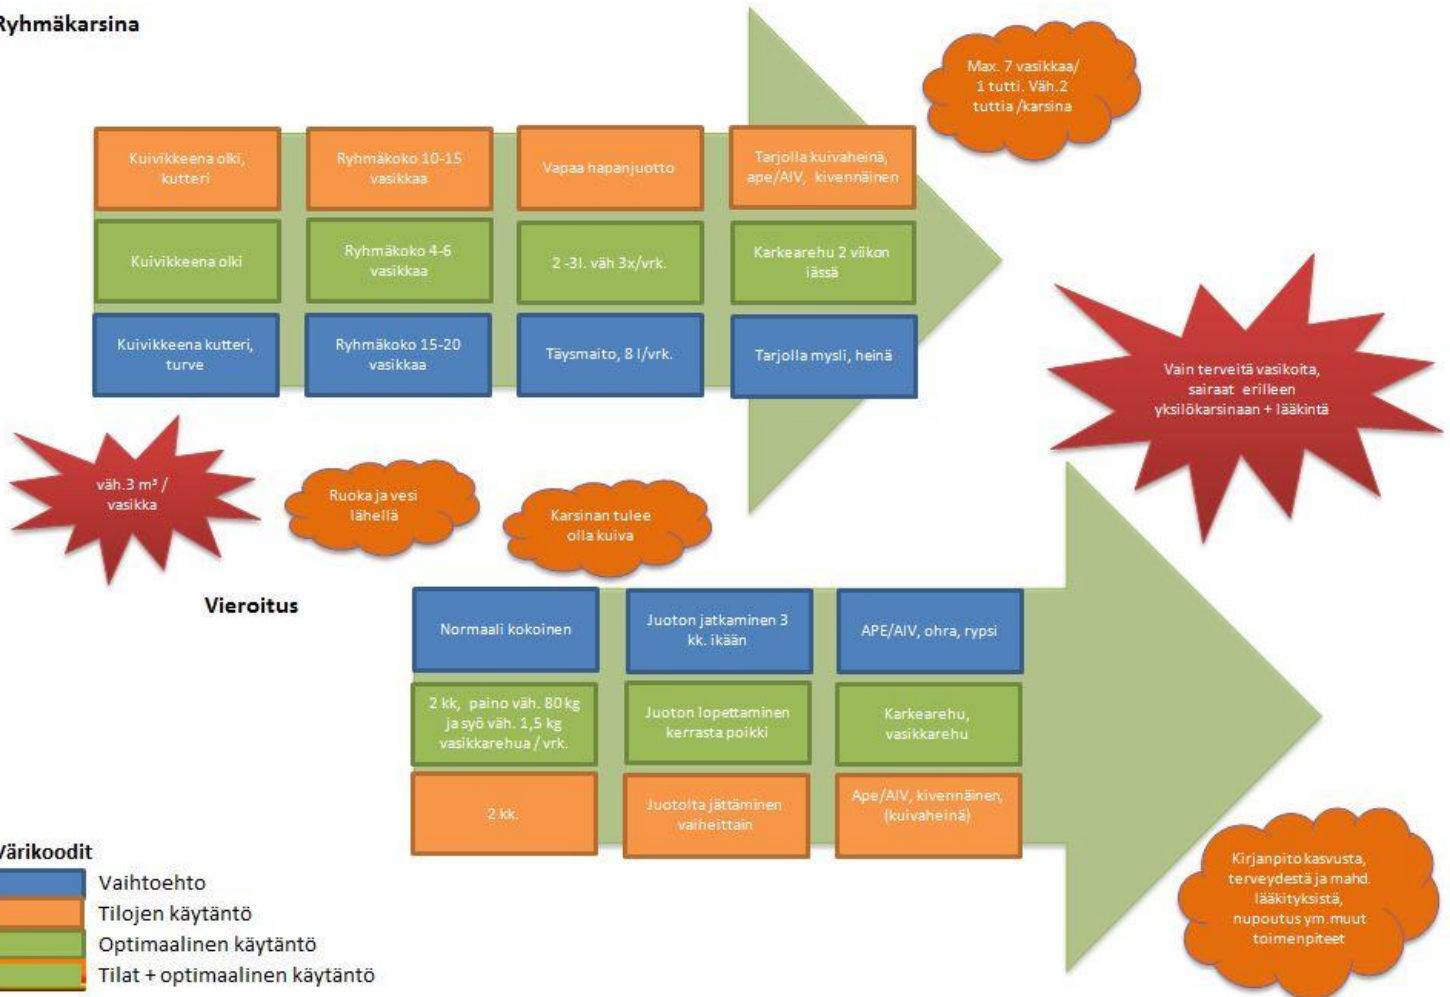 Ryhmäkarsina
Max. 7 vasikkaa/
1 tutti. Väh.2
tuttia /karsina
Kuivikkeena olki,
kutteri
Ryhmäkoko 10-15
vasikkaa
Vapaa hapanjuotto
Tarjolla kuivaheinä,
ape/AIV, kivennäinen
Kuivikkeena olki
Ryhmäkoko 4-6
vasikkaa
2 -3l. väh 3x/vrk.
Karkearehu 2 viikon
iässä
Kuivikkeena kutteri,
turve
Ryhmäkoko 15-20
vasikkaa
Täysmaito, 8 l/vrk.
Tarjolla mysli, heinä
Vain terveitä vasikoita,
sairaat erilleen
yksilökarsinaan + lääkintä
väh.3 m³ /
vasikka
Ruoka ja vesi
lähellä
Karsinan tulee
olla kuiva
Vieroitus
Normaali kokoinen
Juoton jatkaminen 3
kk. ikään
APE/AIV, ohra, rypsi
2 kk, paino väh. 80 kg
ja syö väh. 1,5 kg
vasikkarehua / vrk.
Juoton lopettaminen
kerrasta poikki
Karkearehu,
vasikkarehu
2 kk.
Juotolta jättäminen
vaiheittain
Ape/AIV, kivennäinen,
(kuivaheinä)
Kirjanpito kasvusta,
terveydestä ja mahd.
lääkityksistä,
nupoutus ym.muut
toimenpiteet
Värikoodit
Vaihtoehto
Tilojen käytäntö
Optimaalinen käytäntö
Tilat + optimaalinen käytäntö